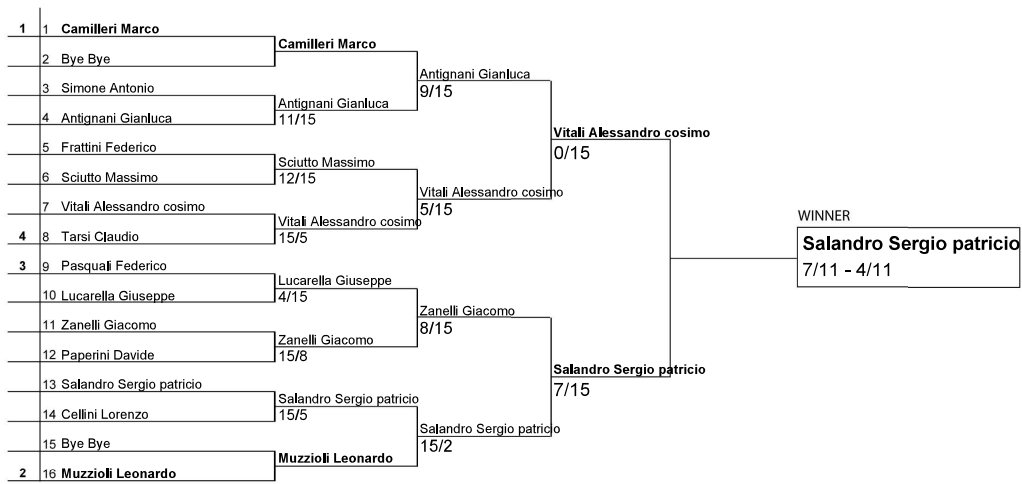 1 1 Camilleri Marco
Camilleri Marco
2 Bye Bye
Antignani Gianluca
9/15
3 Simone Antonio
Antignani Gianluca
11/15
4 Antignani Gianluca
Vitali Alessandro cosimo
0/15
5 Frattini Federico
Sciutto Massimo
12/15
6 Sciutto Massimo
Vitali Alessandro cosimo
5/15
7 Vitali Alessandro cosimo
Vitali Alessandro cosimo
15/5
4 8 Tarsi Claudio
WINNER
Salandro Sergio patricio
7/11 - 4/11
3 9 Pasquali Federico
Lucarella Giuseppe
4/15
10 Lucarella Giuseppe
Zanelli Giacomo
8/15
11 Zanelli Giacomo
Zanelli Giacomo
15/8
12 Paperini Davide
Salandro Sergio patricio
7/15
13 Salandro Sergio patricio
Salandro Sergio patricio
15/5
14 Cellini Lorenzo
Salandro Sergio patricio
15/2
15 Bye Bye
Muzzioli Leonardo
2 16 Muzzioli Leonardo